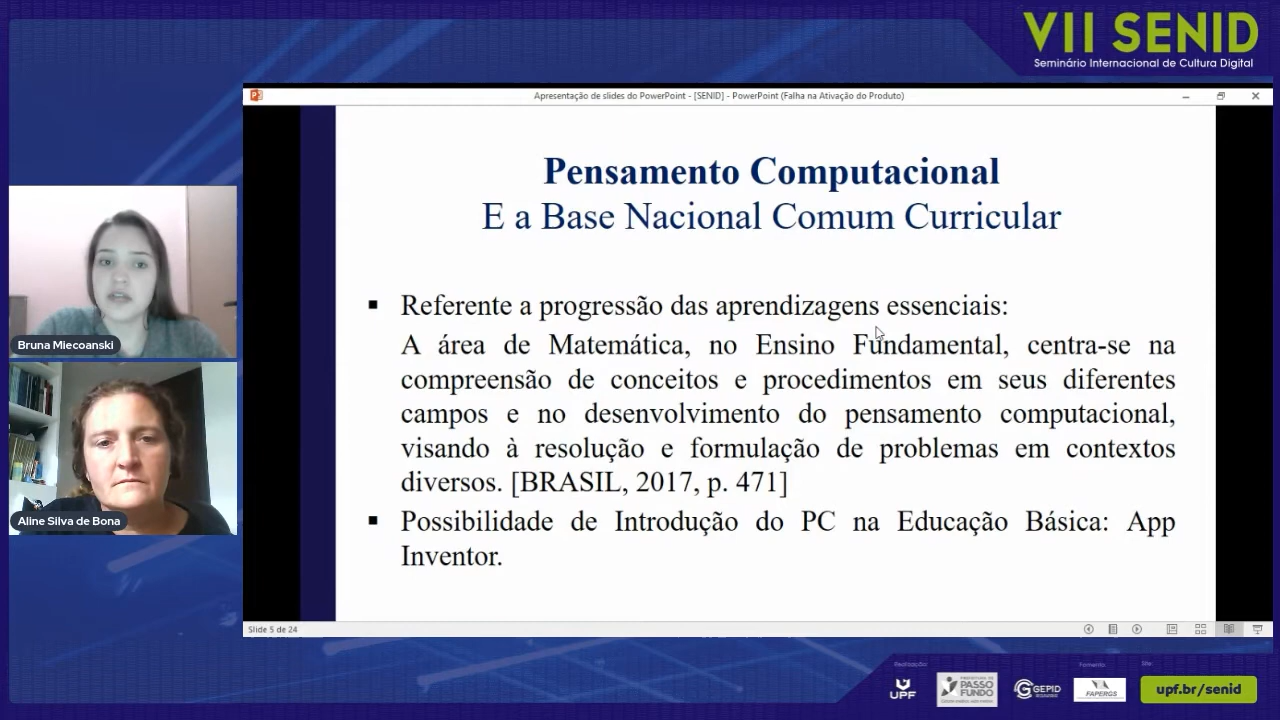 VII SENID
Seminário Internacional de Cultura Digital
Apresentação de slides do PowerPoint - [SENID] - PowerPoint (Falha na Ativação do Produto)
Pensamento Computacional
E a Base Nacional Comum Curricular
▪ Referente a progressão das aprendizagens essenciais:
A área de Matemática, no Ensino Fundamental, centra-se na
compreensão de conceitos e procedimentos em seus diferentes
campos e no desenvolvimento do pensamento computacional,
visando à resolução e formulação de problemas em contextos
diversos. [BRASIL, 2017, p. 471]
▪ Possibilidade de Introdução do PC na Educação Básica: App
Inventor.
Bruna Miecoanski
Aline Silva de Bona
Slide 5 de 24
Realização:
UPF
PASSO
FUNDO
GEPID
Fomento:
FAPERGS
Site:
upf.br/senid